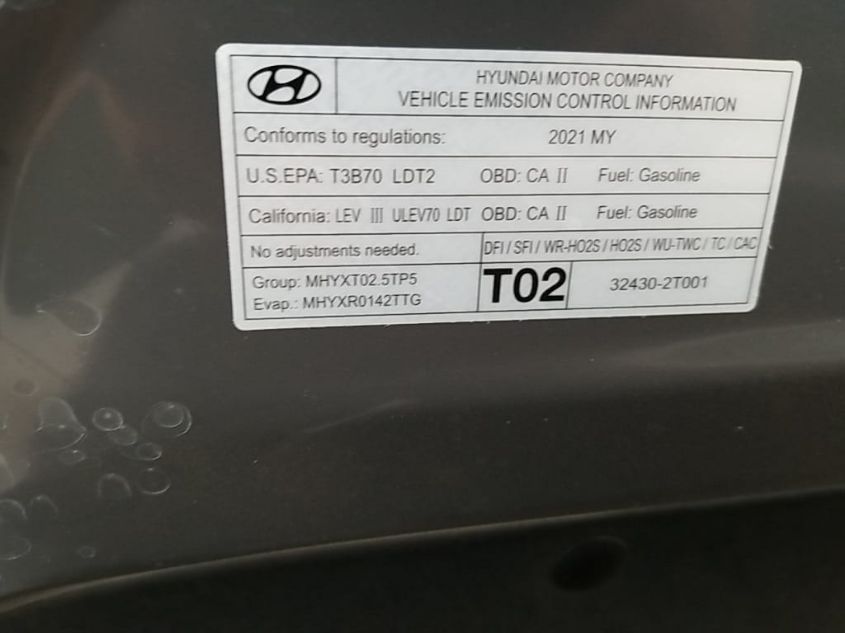 HYUNDAI MOTOR COMPANY
VEHICLE EMISSION CONTROL INFORMATION
Conforms to regulations: 2021 MY
U.S.EPA: T3B70 LDT2 OBD: CA II Fuel: Gasoline
California: LEV III ULEV70 LDT OBD: CA II Fuel: Gasoline
No adjustments needed. DFI / SFI / WR-HO2S / HO2S / WU-TWC / TC / CAC
Group: MHYXT02.5TP5
Evap.: MHYXR0142TTG
T02 32430-2T001